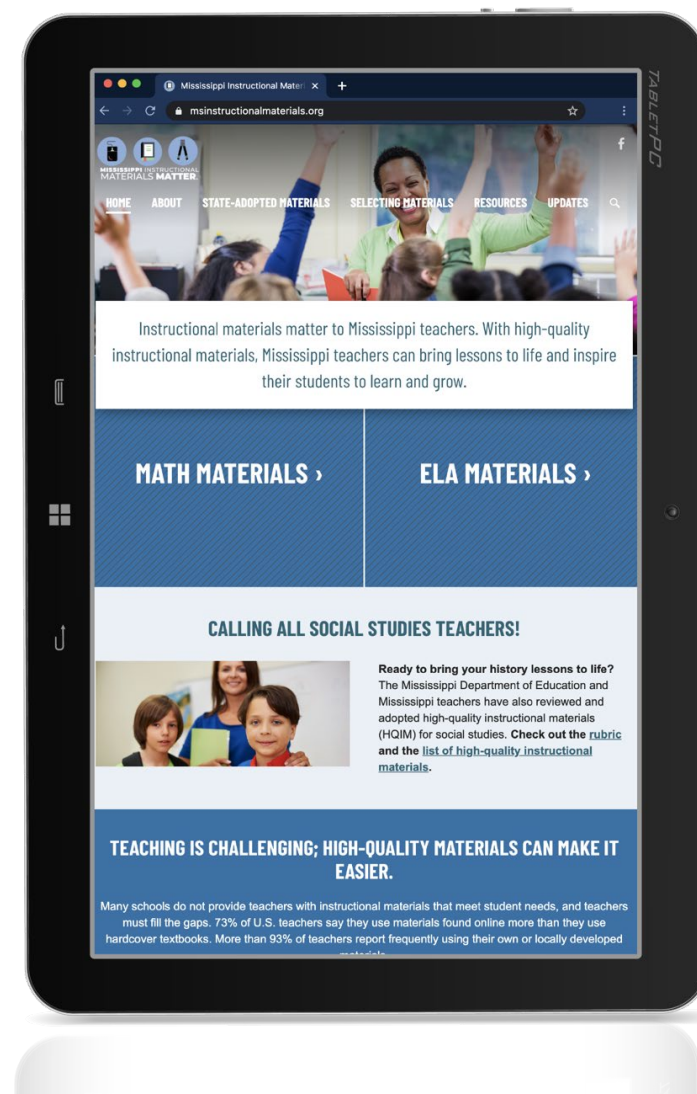 TABLETPC
Mississippi Instructional Materi
msinstructionalmaterials.org
MISSISSIPPI INSTRUCTIONAL
MATERIALS MATTER
HOME ABOUT STATE-ADOPTED MATERIALS SELECTING MATERIALS RESOURCES UPDATES
Instructional materials matter to Mississippi teachers. With high-quality
instructional materials, Mississippi teachers can bring lessons to life and inspire
their students to learn and grow.
MATH MATERIALS ›
ELA MATERIALS ›
CALLING ALL SOCIAL STUDIES TEACHERS!
Ready to bring your history lessons to life?
The Mississippi Department of Education and
Mississippi teachers have also reviewed and
adopted high-quality instructional materials
(HQIM) for social studies. Check out the rubric
and the list of high-quality instructional
materials.
TEACHING IS CHALLENGING; HIGH-QUALITY MATERIALS CAN MAKE IT
EASIER.
Many schools do not provide teachers with instructional materials that meet student needs, and teachers
must fill the gaps. 73% of U.S. teachers say they use materials found online more than they use
hardcover textbooks. More than 93% of teachers report frequently using their own or locally developed